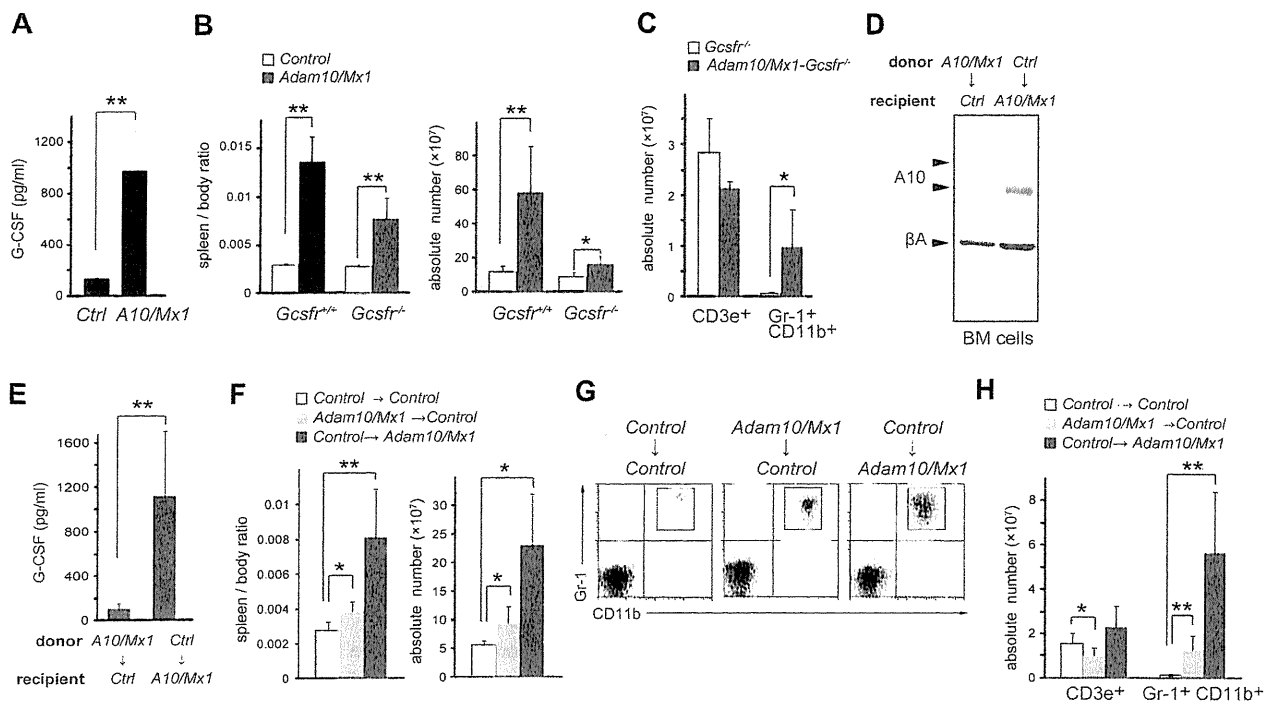 A
**
G-CSF (pg/ml)
1200
800
400
0
Ctrl A10/Mx1
B
Control
Adam10/Mx1
spleen / body ratio
0.015
0.01
0.005
0
**
**
Gcsfr+/+ Gcsfr-/-
absolute number (×10⁷)
80
60
40
20
0
**
*
Gcsfr+/+ Gcsfr-/-
C
Gcsfr-/-
Adam10/Mx1-Gcsfr-/-
absolute number (×10⁷)
4
3
2
1
0
*
CD3e+ Gr-1+
CD11b+
D
donor A10/Mx1 Ctrl
↓ ↓
recipient Ctrl A10/Mx1
A10
βA
BM cells
E
**
G-CSF (pg/ml)
1600
1200
800
400
0
donor A10/Mx1 Ctrl
↓ ↓
recipient Ctrl A10/Mx1
F
Control → Control
Adam10/Mx1 → Control
Control → Adam10/Mx1
spleen / body ratio
0.01
0.008
0.006
0.004
0.002
0
**
*
absolute number (×10⁷)
35
30
25
20
15
10
5
0
*
*
G
Control Adam10/Mx1 Control
↓ ↓ ↓
Control Control Adam10/Mx1
Gr-1
CD11b
H
Control → Control
Adam10/Mx1 → Control
Control → Adam10/Mx1
absolute number (×10⁷)
8
6
4
2
0
*
**
**
CD3e+ Gr-1+ CD11b+